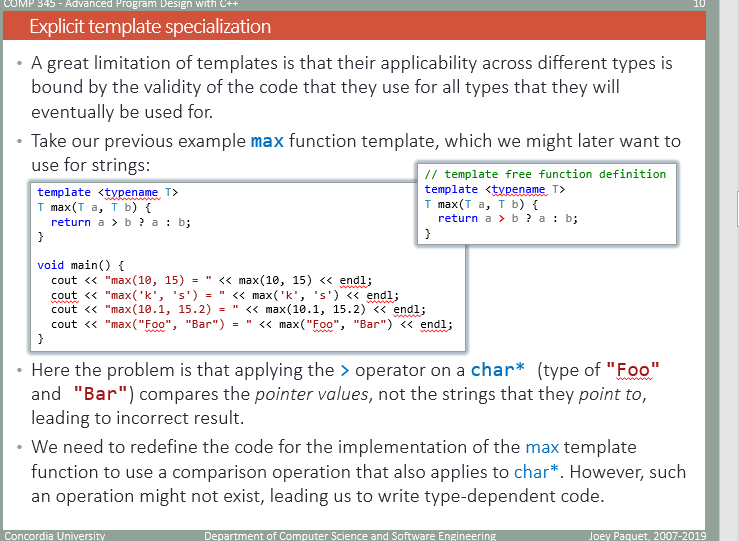 COMP 345 - Advanced Program Design with C++ 10
Explicit template specialization
• A great limitation of templates is that their applicability across different types is
bound by the validity of the code that they use for all types that they will
eventually be used for.
• Take our previous example max function template, which we might later want to
use for strings:
template <typename T>
T max(T a, T b) {
return a > b ? a : b;
}
void main() {
cout << "max(10, 15) = " << max(10, 15) << endl;
cout << "max('k', 's') = " << max('k', 's') << endl;
cout << "max(10.1, 15.2) = " << max(10.1, 15.2) << endl;
cout << "max("Foo", "Bar") = " << max("Foo", "Bar") << endl;
}
// template free function definition
template <typename T>
T max(T a, T b) {
return a > b ? a : b;
}
• Here the problem is that applying the > operator on a char* (type of "Foo"
and "Bar") compares the pointer values, not the strings that they point to,
leading to incorrect result.
• We need to redefine the code for the implementation of the max template
function to use a comparison operation that also applies to char*. However, such
an operation might not exist, leading us to write type-dependent code.
Concordia University Department of Computer Science and Software Engineering Joey Paquet, 2007-2019